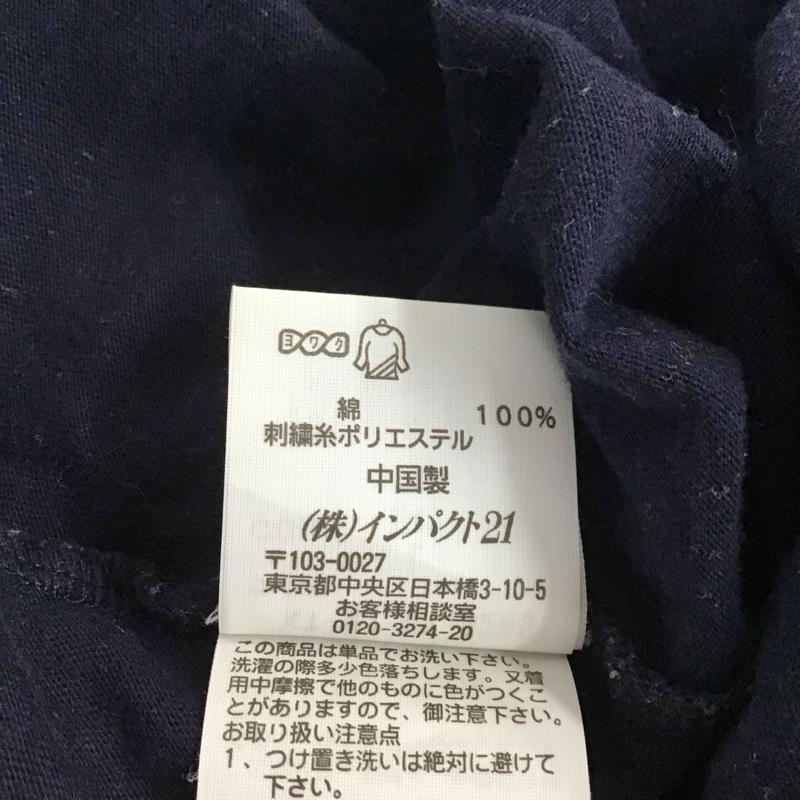 ヨワク
綿 100%
刺繍糸ポリエステル
中国製
(株)インパクト21
〒103-0027
東京都中央区日本橋3-10-5
お客様相談室
0120-3274-20
この商品は単品でお洗い下さい。
洗濯の際多少色落ちします。又着
用中摩擦で他のものに色がつくこ
とがありますので、御注意下さい。
お取り扱い注意点
1、つけ置き洗いは絶対に避けて
下さい。